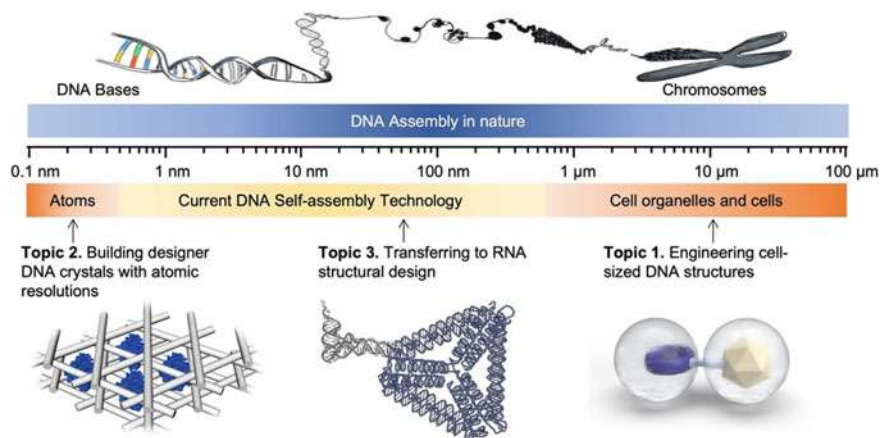 DNA Bases
Chromosomes
DNA Assembly in nature
0.1 nm 1 nm 10 nm 100 nm 1 μm 10 μm 100 μm
Atoms Current DNA Self-assembly Technology Cell organelles and cells
Topic 2. Building designer
DNA crystals with atomic
resolutions
Topic 3. Transferring to RNA
structural design
Topic 1. Engineering cell-
sized DNA structures